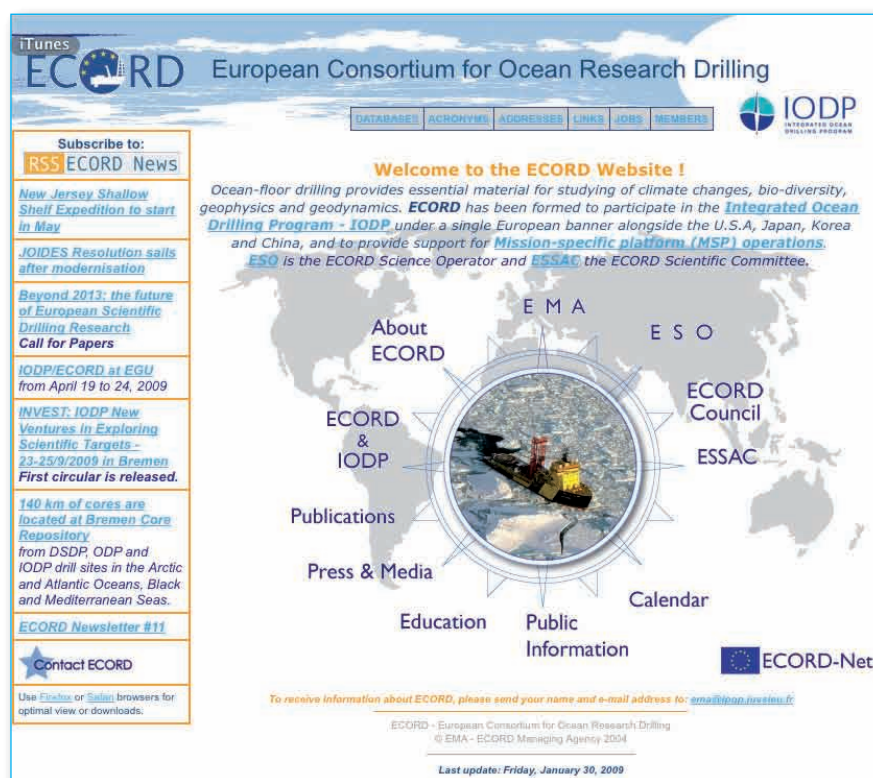 iTunes
ECORD
European Consortium for Ocean Research Drilling
DATABASES ACRONYMS ADDRESSES LINKS JOBS MEMBERS
IODP
INTEGRATED OCEAN
DRILLING PROGRAM
Subscribe to:
RSS ECORD News
New Jersey Shallow
Shelf Expedition to start
in May
JOIDES Resolution sails
after modernisation
Beyond 2013: the future
of European Scientific
Drilling Research
Call for Papers
IODP/ECORD at EGU
from April 19 to 24, 2009
INVEST: IODP New
Ventures in Exploring
Scientific Targets -
23-25/9/2009 in Bremen
First circular is released.
140 km of cores are
located at Bremen Core
Repository
from DSDP, ODP and
IODP drill sites in the Arctic
and Atlantic Oceans, Black
and Mediterranean Seas.
ECORD Newsletter #11
Contact ECORD
Use Firefox or Safari browsers for
optimal view or downloads.
Welcome to the ECORD Website !
Ocean-floor drilling provides essential material for studying of climate changes, bio-diversity,
geophysics and geodynamics. ECORD has been formed to participate in the Integrated Ocean
Drilling Program - IODP under a single European banner alongside the U.S.A, Japan, Korea
and China, and to provide support for Mission-specific platform (MSP) operations.
ESO is the ECORD Science Operator and ESSAC the ECORD Scientific Committee.
E M A
E S O
About
ECORD
ECORD
Council
ECORD
&
IODP
ESSAC
Publications
Press & Media
Calendar
Education
Public
Information
ECORD-Net
To receive information about ECORD, please send your name and e-mail address to: ema@ipgp.jussieu.fr
ECORD - European Consortium for Ocean Research Drilling
© EMA - ECORD Managing Agency 2004
Last update: Friday, January 30, 2009